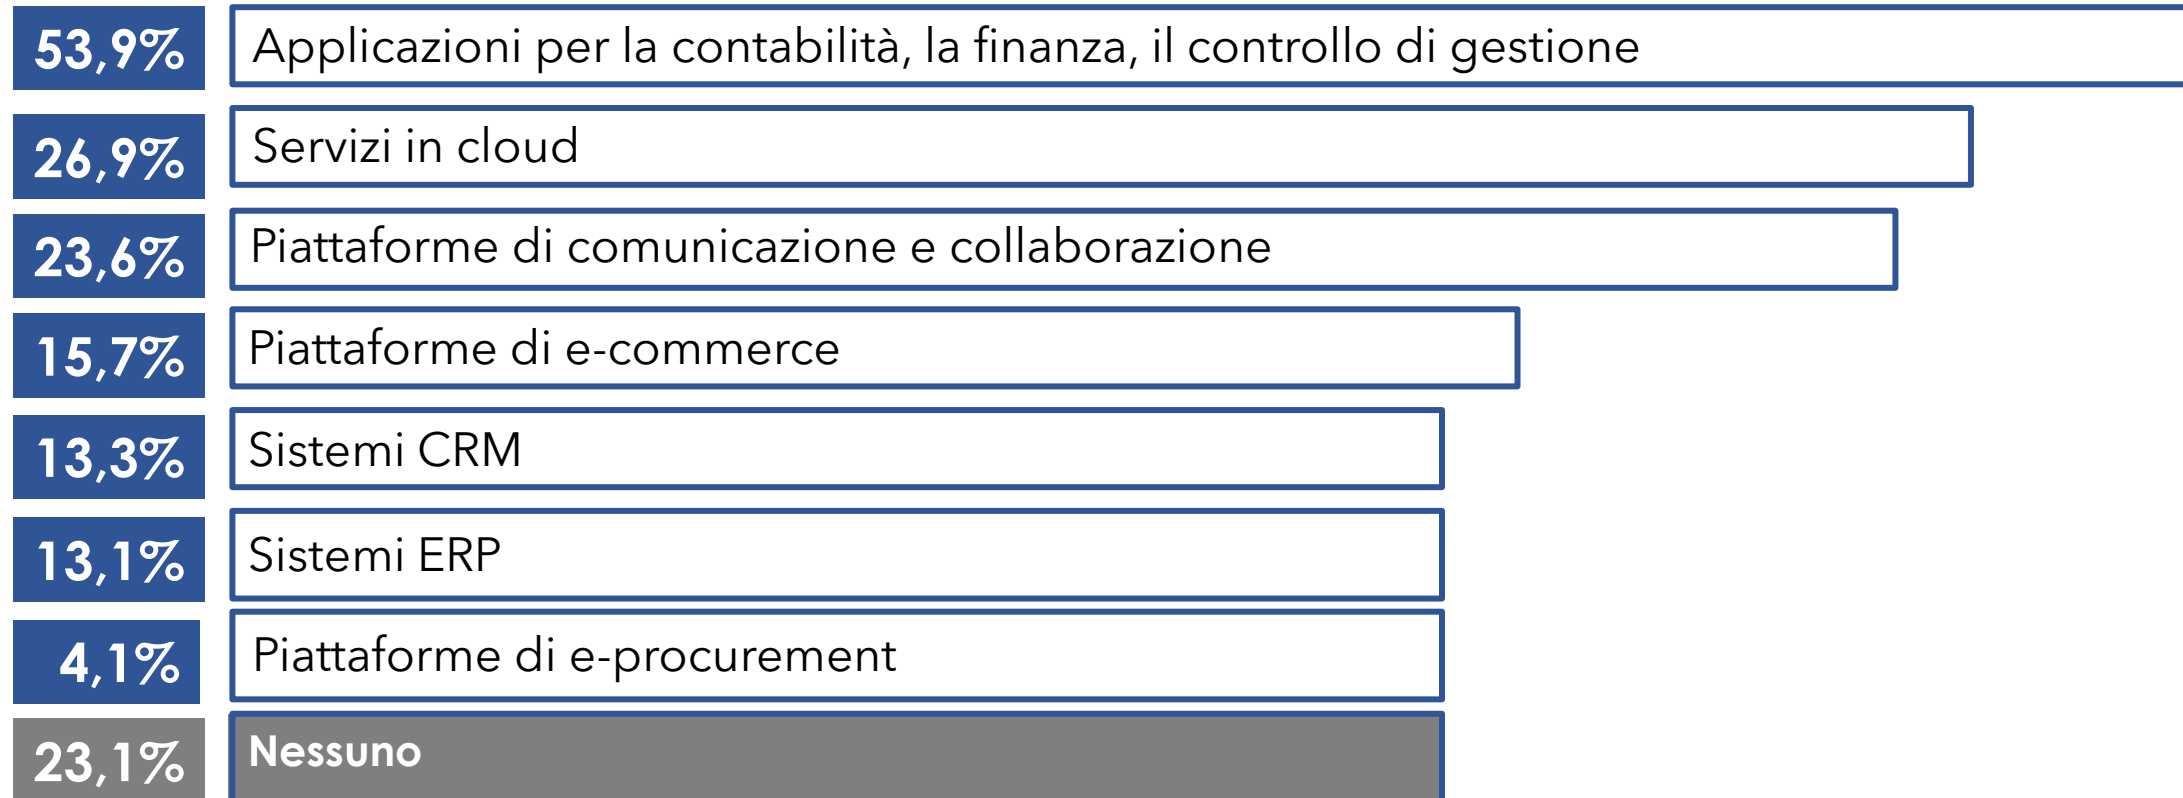 53,9% Applicazioni per la contabilità, la finanza, il controllo di gestione
26,9% Servizi in cloud
23,6% Piattaforme di comunicazione e collaborazione
15,7% Piattaforme di e-commerce
13,3% Sistemi CRM
13,1% Sistemi ERP
4,1% Piattaforme di e-procurement
23,1% Nessuno